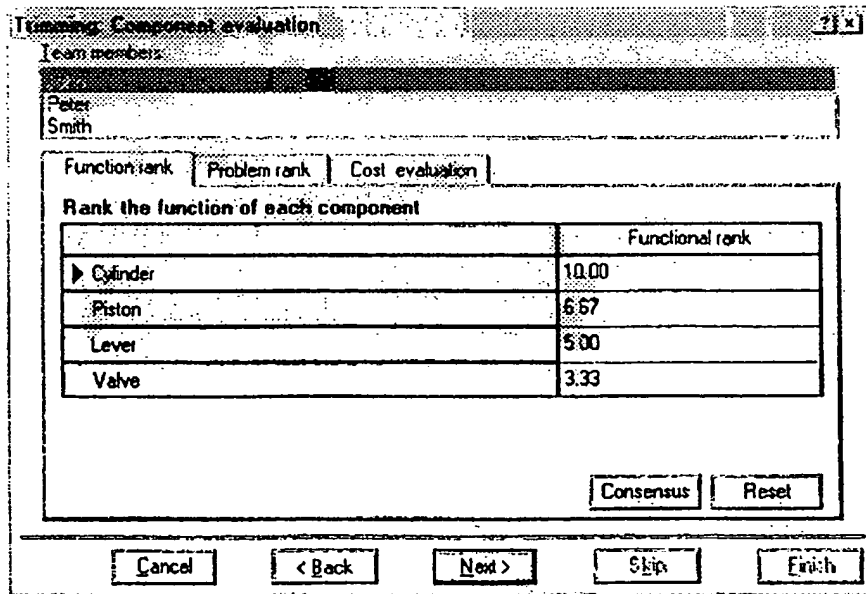 Trimming: Component evaluation ? ×
Team members:
Peter
Smith
Function rank Problem rank Cost evaluation
Rank the function of each component
Functional rank
Cylinder 10.00
Piston 6.67
Lever 5.00
Valve 3.33
Consensus Reset
Cancel < Back Next > Skip Finish